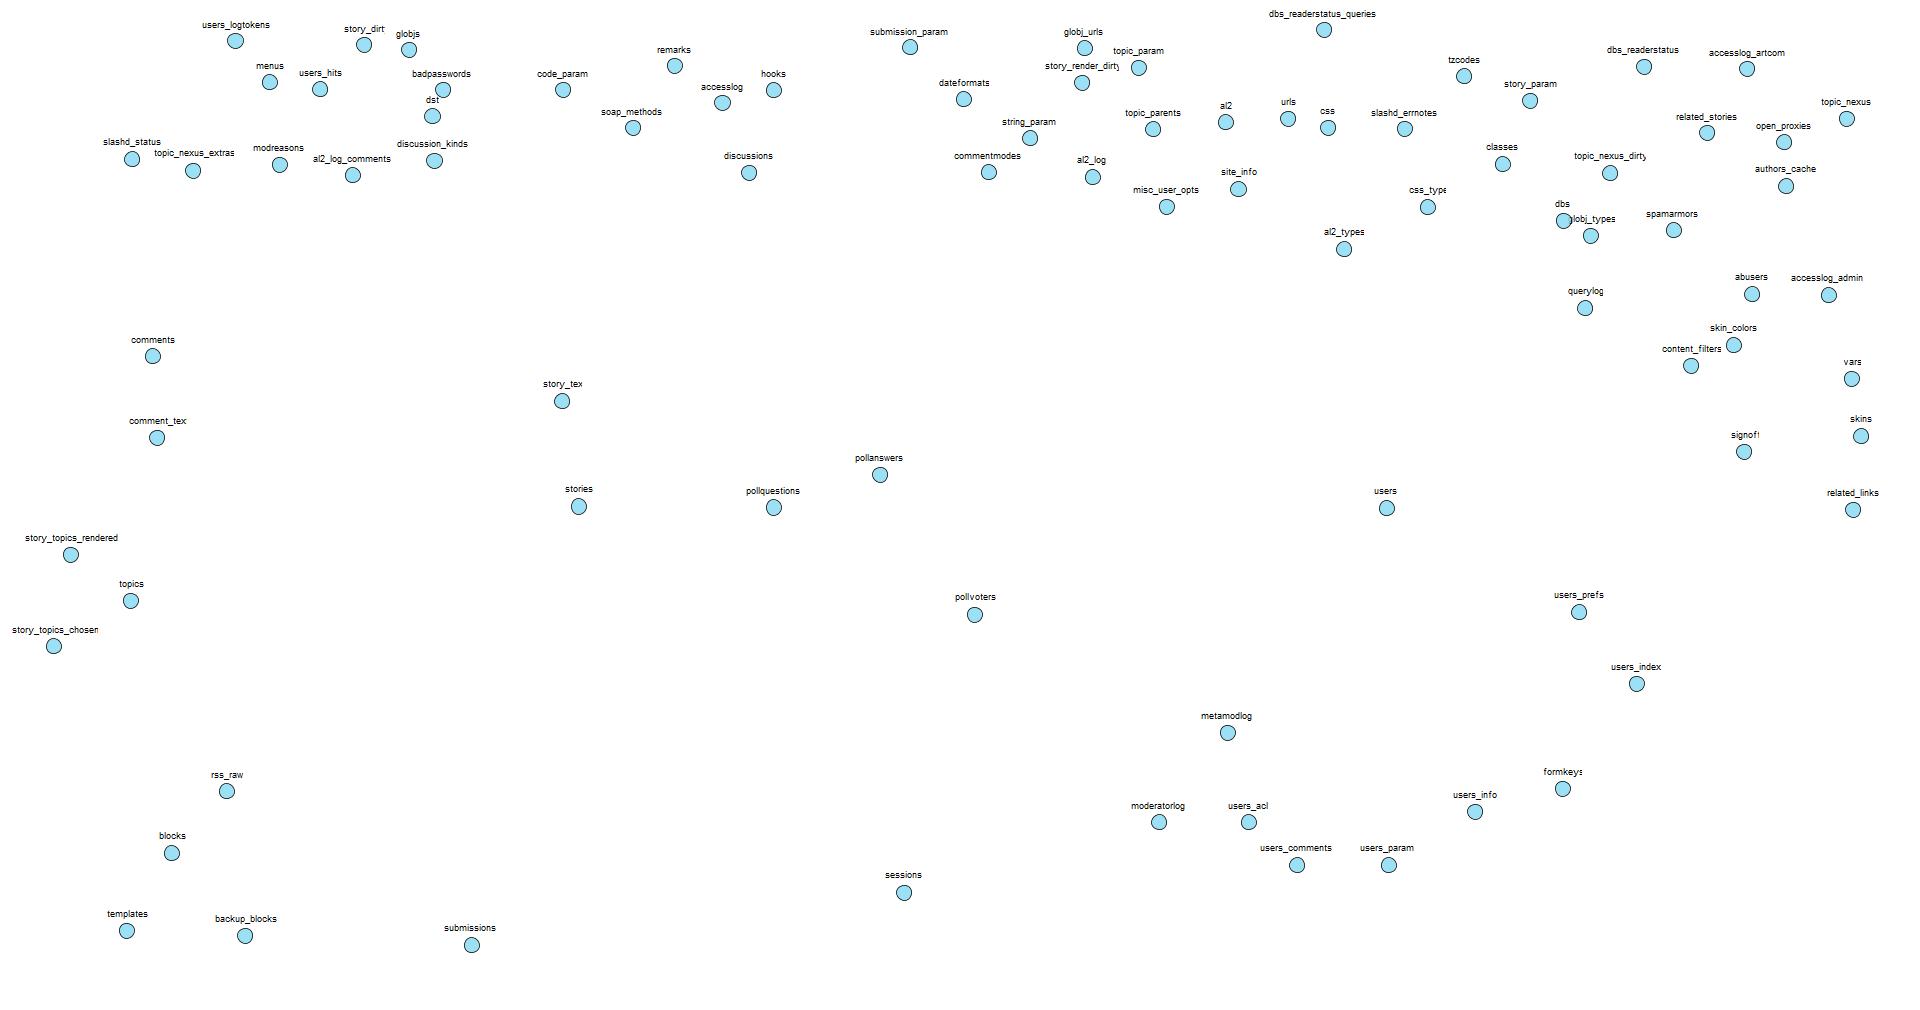 dbs_readerstatus_queries
users_logtokens
story_dirt
globjs
submission_param
globj_urls
topic_param
remarks
dbs_readerstatus
accesslog_artcom
tzcodes
menus
users_hits
badpasswords
code_param
hooks
story_render_dirty
dateformats
accesslog
story_param
dst
soap_methods
string_param
topic_parents
al2
urls
css
slashd_errnotes
related_stories
topic_nexus
open_proxies
slashd_status
topic_nexus_extras
modreasons
al2_log_comments
discussion_kinds
discussions
commentmodes
al2_log
classes
topic_nexus_dirty
authors_cache
site_info
misc_user_opts
css_type
dbs
globj_types
spamarmors
al2_types
abusers
accesslog_admin
querylog
skin_colors
comments
content_filters
vars
story_tex
comment_tex
skins
signoff
pollanswers
stories
pollquestions
users
related_links
story_topics_rendered
topics
pollvoters
users_prefs
story_topics_chosen
users_index
metamodlog
rss_raw
formkeys
users_info
moderatorlog
users_acl
blocks
users_comments
users_param
sessions
templates
backup_blocks
submissions